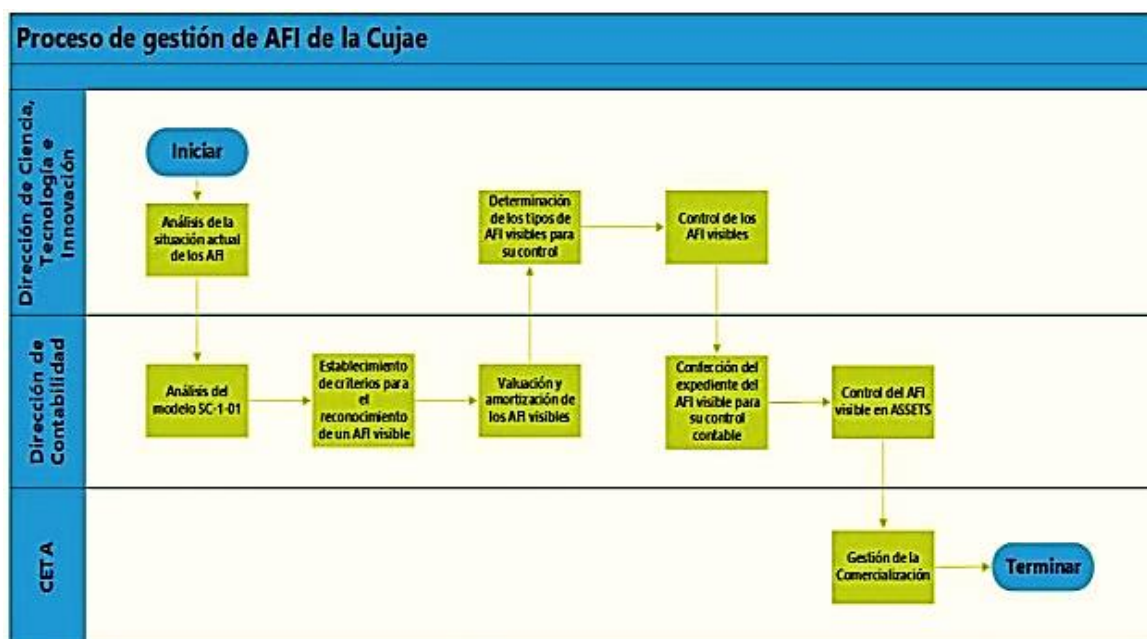 Proceso de gestión de AFI de la Cujae
Dirección de Ciencia,
Tecnología e
Innovación
Iniciar
Análisis de la
situación actual
de los AFI
Determinación
de los tipos de
AFI visibles para
su control
Control de los
AFI visibles
Direción de
Contabilidad
Análisis del
modelo SC-1-01
Establecimiento
de criterios para
el
reconocimiento
de un AFI visible
Valuación y
amortización de
los AFI visibles
Confección del
expediente del
AFI visible para
su control
contable
Control del AFI
visible en ASSETS
CETA
Gestión de la
Comercialización
Terminar